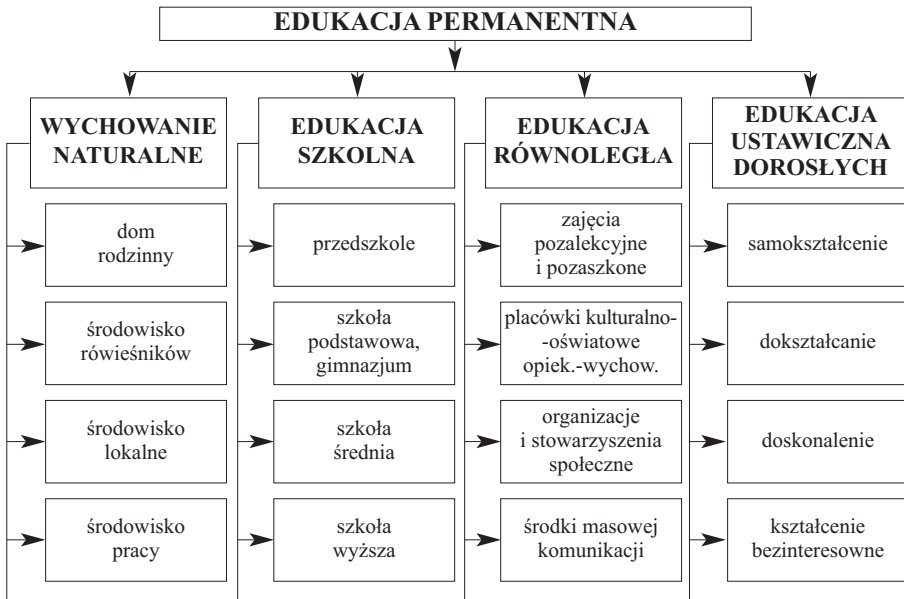 EDUKACJA PERMANENTNA
WYCHOWANIE
NATURALNE
EDUKACJA
SZKOLNA
EDUKACJA
RÓWNOLEGŁA
EDUKACJA
USTAWICZNA
DOROSŁYCH
dom
rodzinny
przedszkole
zajęcia
pozalekcyjne
i pozaszkone
samokształcenie
środowisko
rówieśników
szkoła
podstawowa,
gimnazjum
placówki kulturalno-
-oświatowe
opiek.-wychow.
dokształcanie
środowisko
lokalne
szkoła
średnia
organizacje
i stowarzyszenia
społeczne
doskonalenie
środowisko
pracy
szkoła
wyższa
środki masowej
komunikacji
kształcenie
bezinteresowne